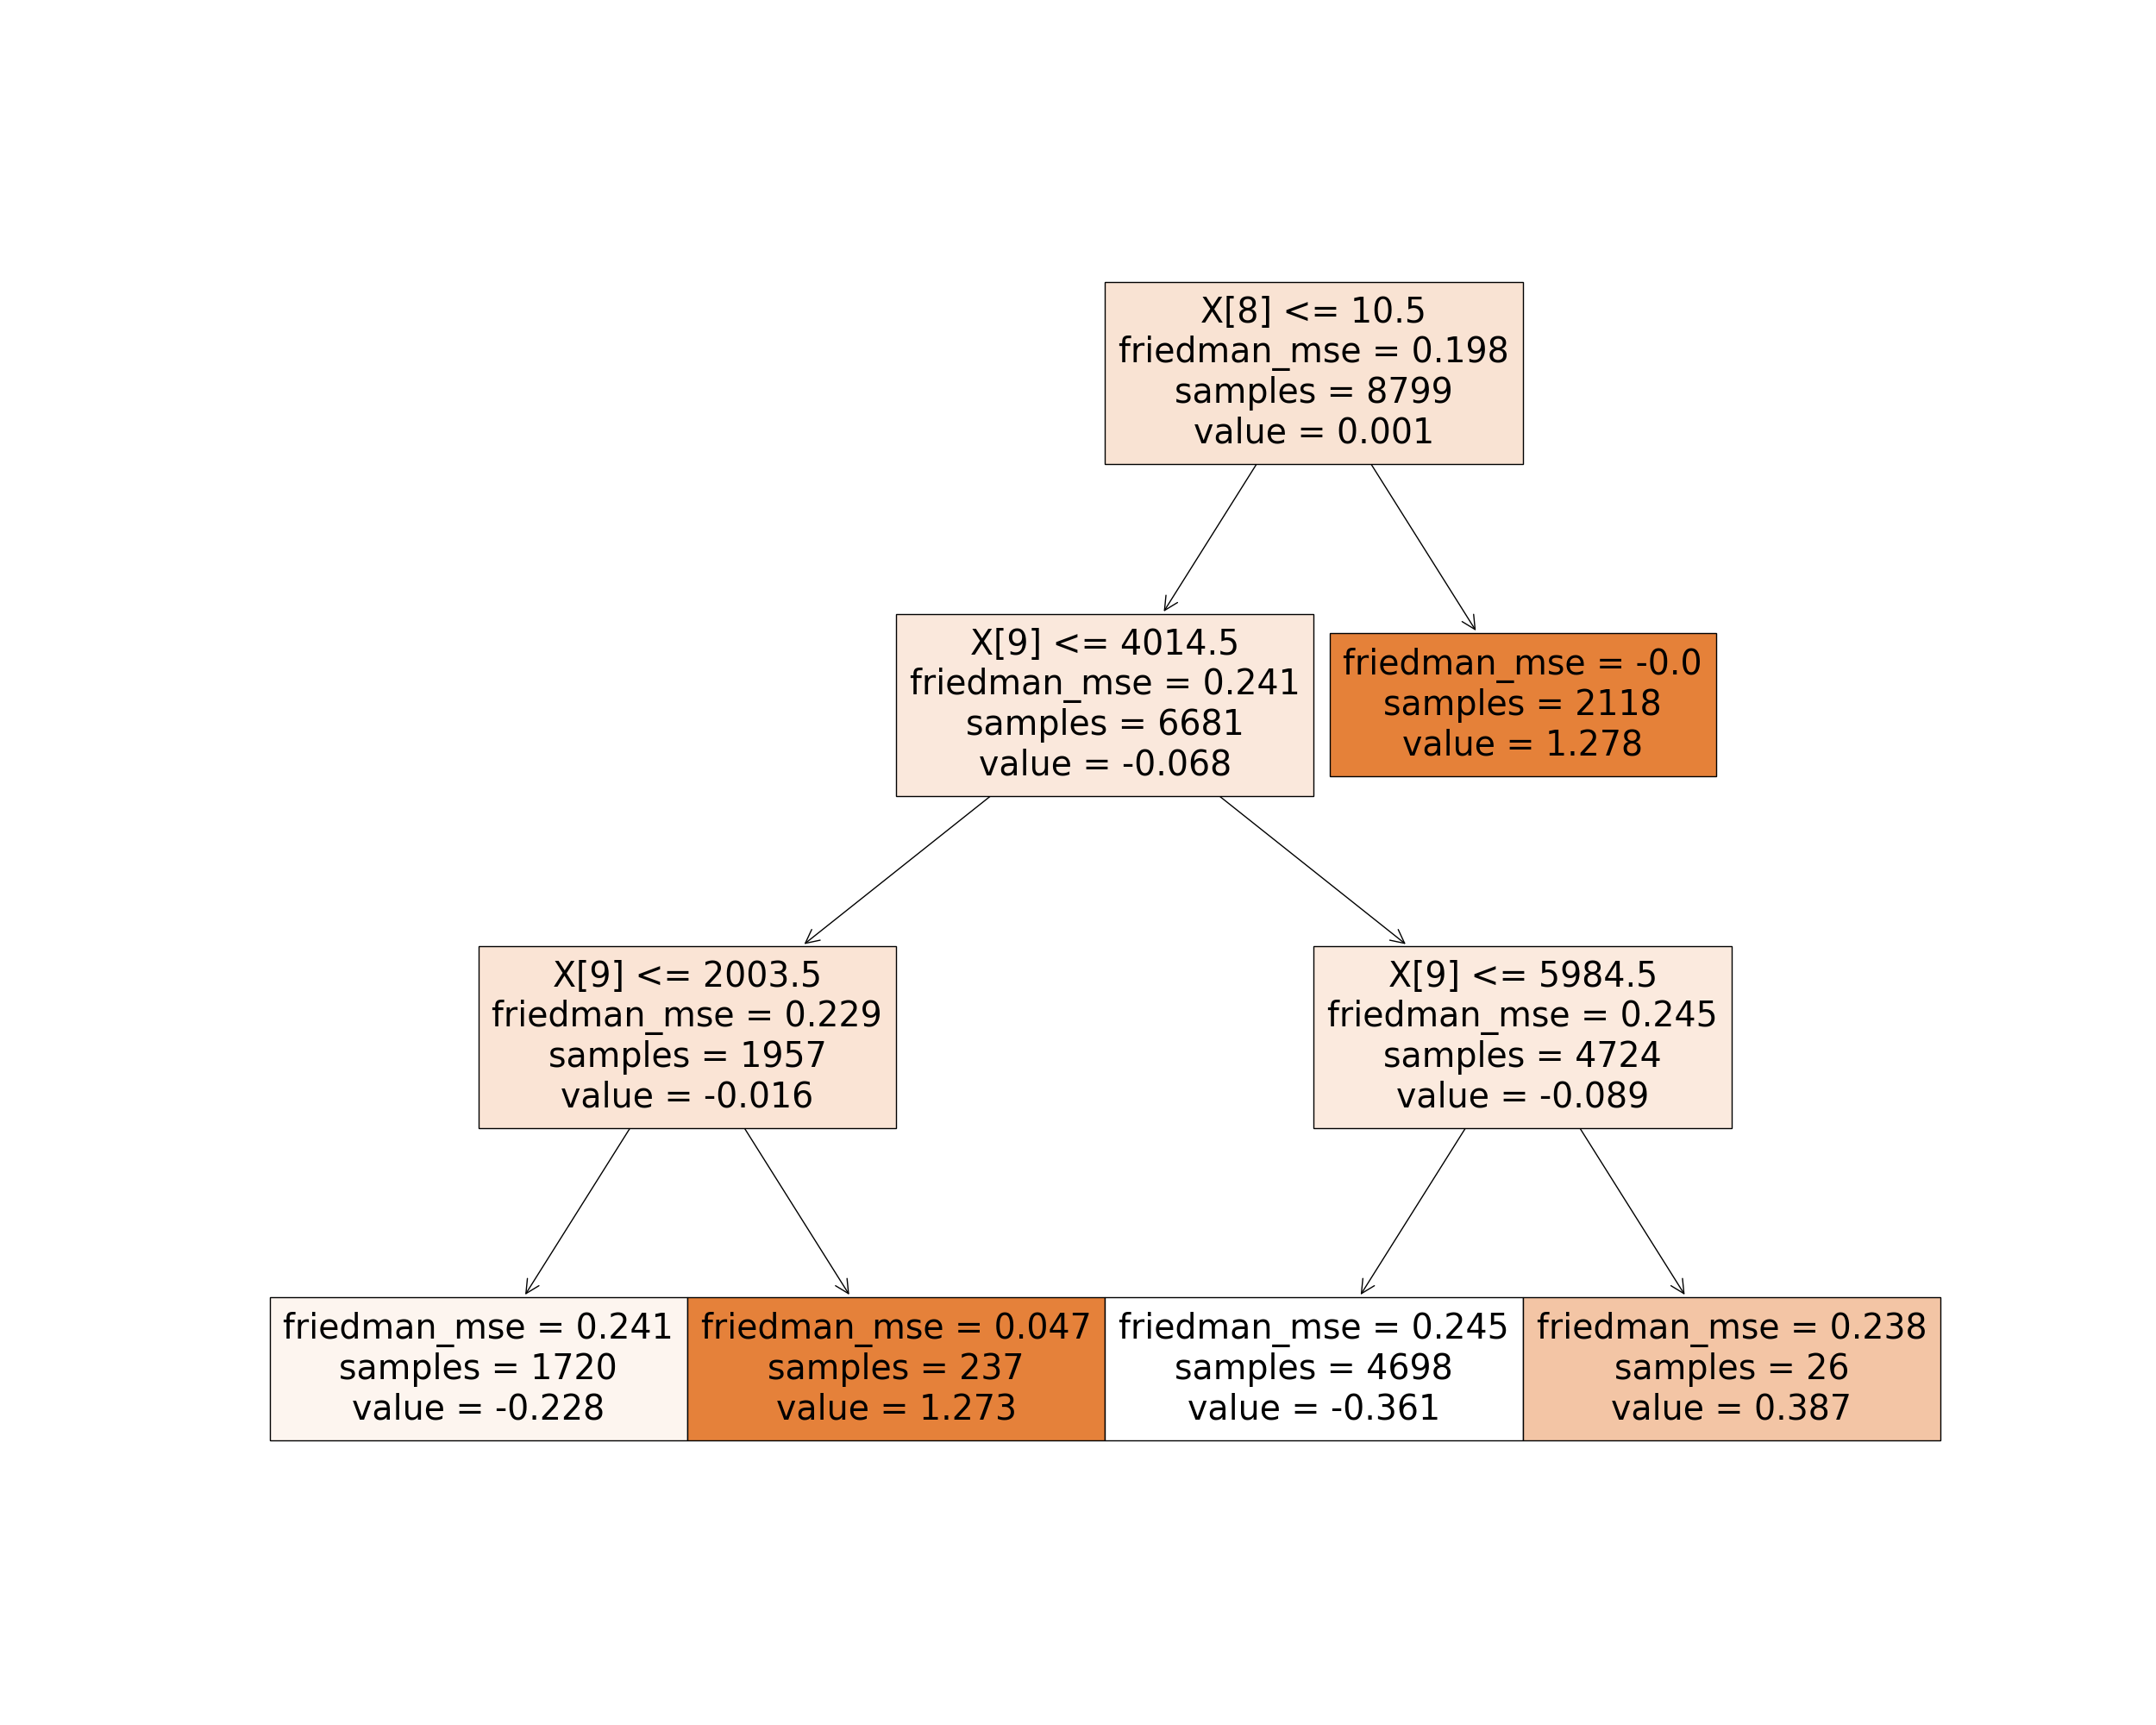 X[8] <= 10.5
friedman_mse = 0.198
samples = 8799
value = 0.001
X[9] <= 4014.5
friedman_mse = 0.241
samples = 6681
value = -0.068
friedman_mse = -0.0
samples = 2118
value = 1.278
X[9] <= 2003.5
friedman_mse = 0.229
samples = 1957
value = -0.016
X[9] <= 5984.5
friedman_mse = 0.245
samples = 4724
value = -0.089
friedman_mse = 0.241
samples = 1720
value = -0.228
friedman_mse = 0.047
samples = 237
value = 1.273
friedman_mse = 0.245
samples = 4698
value = -0.361
friedman_mse = 0.238
samples = 26
value = 0.387